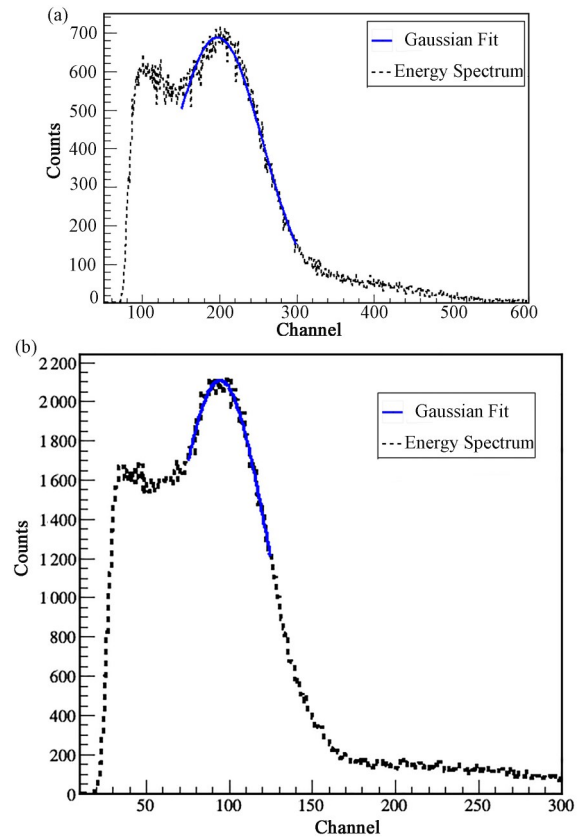 (a)
700
600
500
400
300
200
100
0
Counts
Gaussian Fit
Energy Spectrum
100 200 300 400 500 600
Channel
(b)
2 200
2 000
1 800
1 600
1 400
1 200
1 000
800
600
400
200
0
Counts
Gaussian Fit
Energy Spectrum
50 100 150 200 250 300
Channel